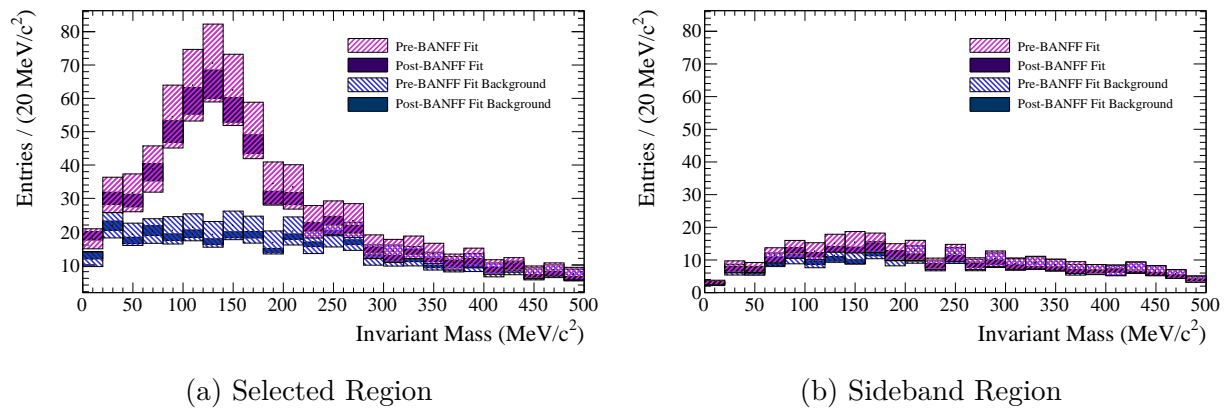 Entries / (20 MeV/c²)
80
70
60
50
40
30
20
10
0 50 100 150 200 250 300 350 400 450 500
Invariant Mass (MeV/c²)
Pre-BANFF Fit
Post-BANFF Fit
Pre-BANFF Fit Background
Post-BANFF Fit Background
(a) Selected Region
Entries / (20 MeV/c²)
80
70
60
50
40
30
20
10
0
0 50 100 150 200 250 300 350 400 450 500
Invariant Mass (MeV/c²)
Pre-BANFF Fit
Post-BANFF Fit
Pre-BANFF Fit Background
Post-BANFF Fit Background
(b) Sideband Region